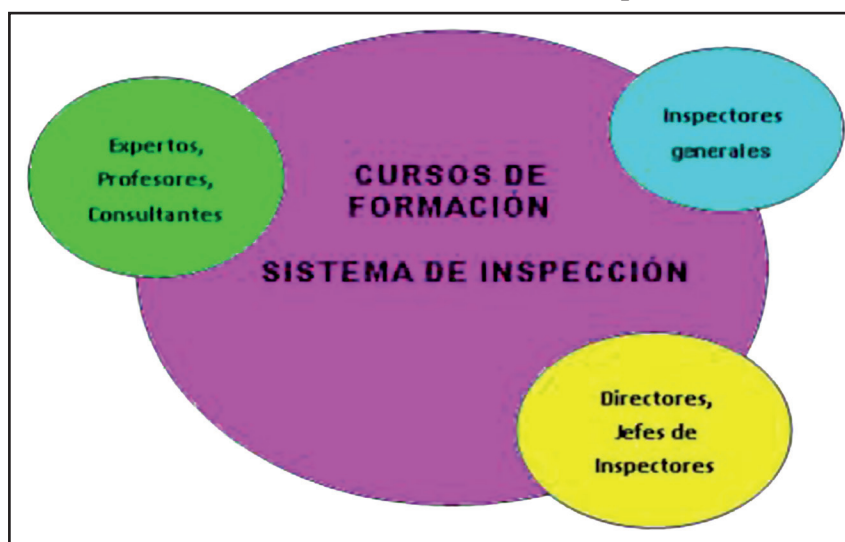 Expertos,
Profesores,
Consultantes
CURSOS DE
FORMACIÓN
SISTEMA DE INSPECCIÓN
Inspectores
generales
Directores,
Jefes de
Inspectores